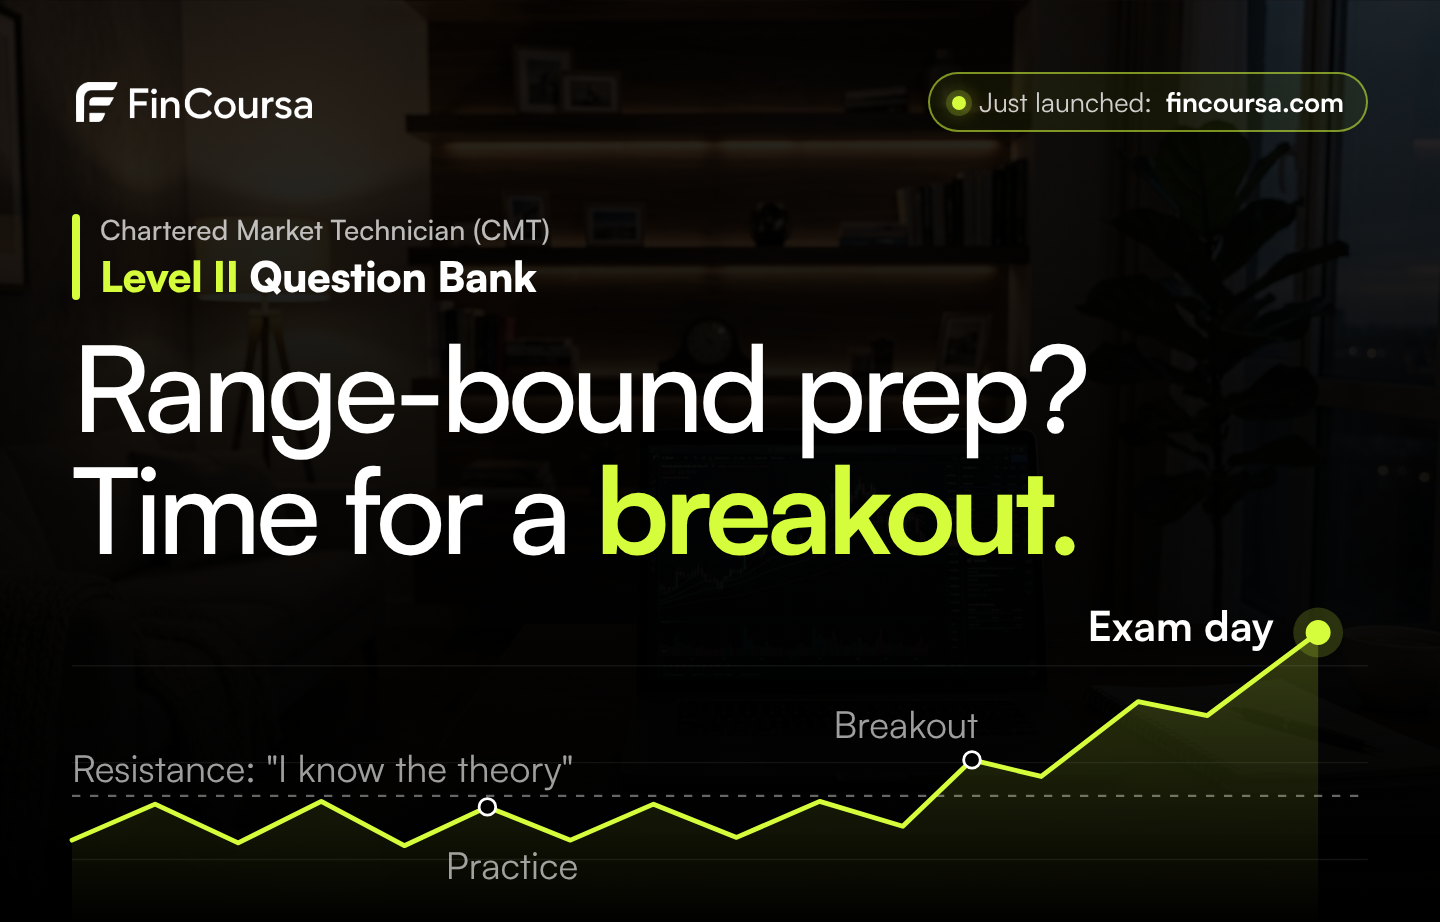 FinCoursa
Just launched: fincoursa.com
Chartered Market Technician (CMT)
Level II Question Bank
Range-bound prep?
Time for a breakout.
Exam day
Breakout
Resistance: "I know the theory"
Practice